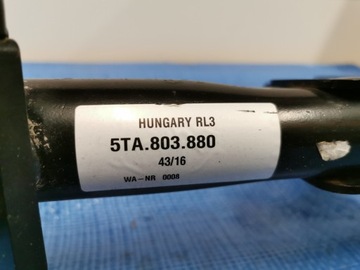 HUNGARY RL3
5TA.803.880
43/16
WA-NR 0008